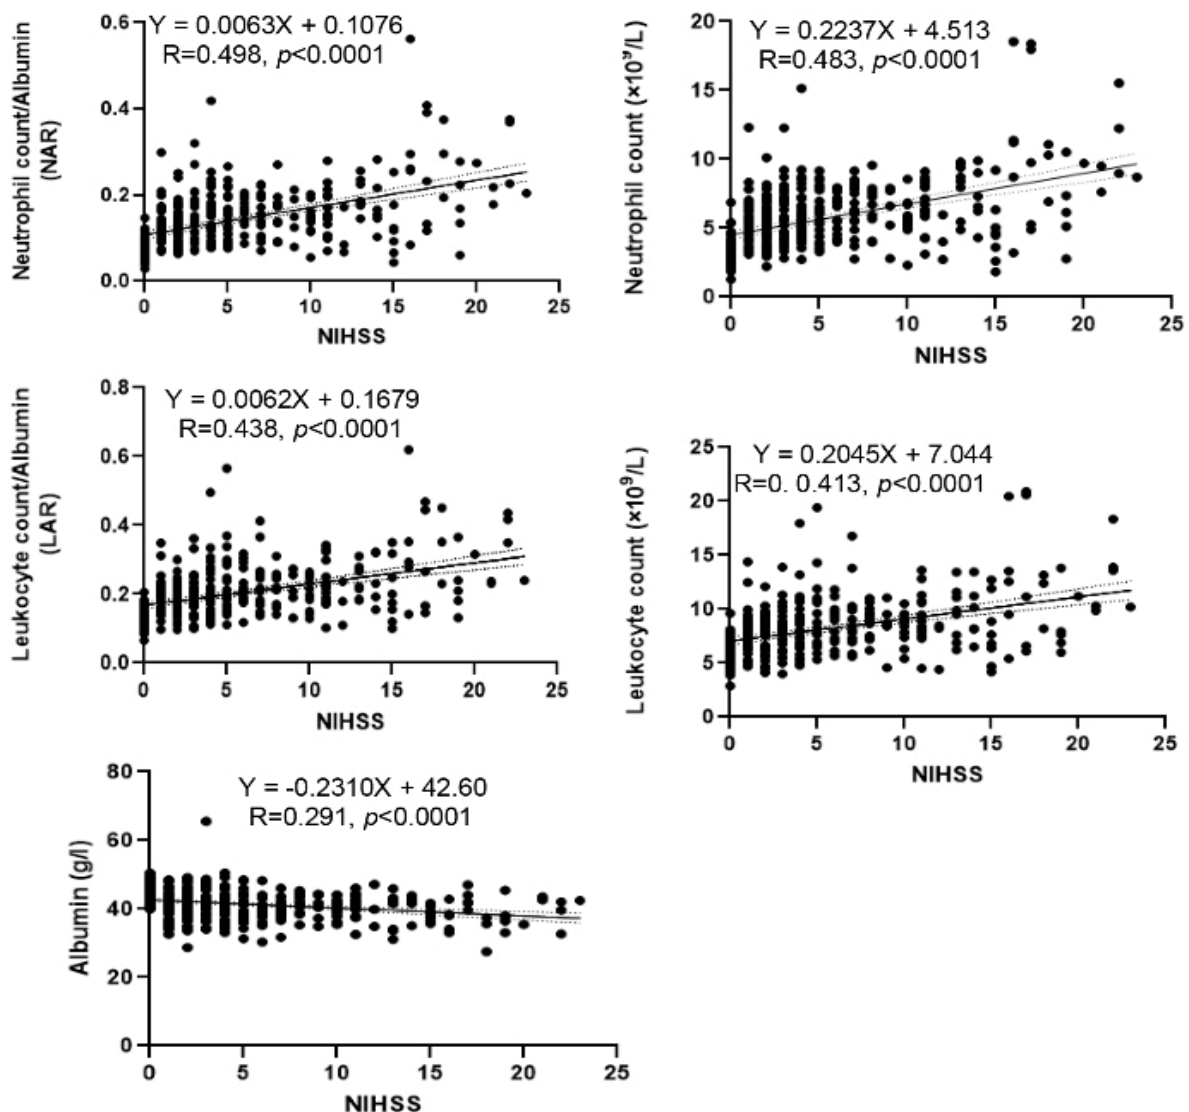 Y = 0.0063X + 0.1076
R=0.498, p<0.0001
Neutrophil count/Albumin
(NAR)
0.6
0.4
0.2
0.0
0 5 10 15 20 25
NIHSS
Y = 0.2237X + 4.513
R=0.483, p<0.0001
Neutrophil count (×10⁹/L)
20
15
10
5
0
0 5 10 15 20 25
NIHSS
Y = 0.0062X + 0.1679
R=0.438, p<0.0001
Leukocyte count/Albumin
(LAR)
0.8
0.6
0.4
0.2
0.0
0 5 10 15 20 25
NIHSS
Y = 0.2045X + 7.044
R=0. 0.413, p<0.0001
Leukocyte count (×10⁹/L)
25
20
15
10
5
0
0 5 10 15 20 25
NIHSS
Y = -0.2310X + 42.60
R=0.291, p<0.0001
Albumin (g/l)
80
60
40
20
0
0 5 10 15 20 25
NIHSS